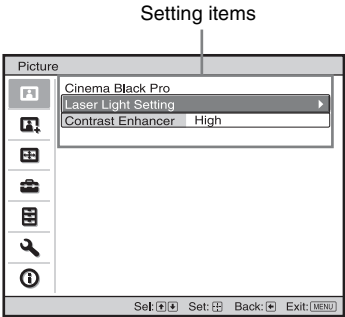 Setting items
Picture
Cinema Black Pro
Laser Light Setting
Contrast Enhancer High
Sel: Set: Back: Exit: MENU